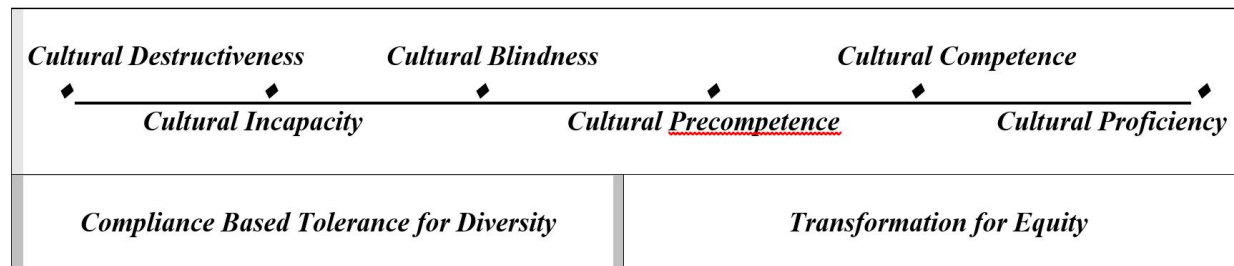 Cultural Destructiveness Cultural Blindness Cultural Competence
Cultural Incapacity Cultural Precompetence Cultural Proficiency
Compliance Based Tolerance for Diversity Transformation for Equity